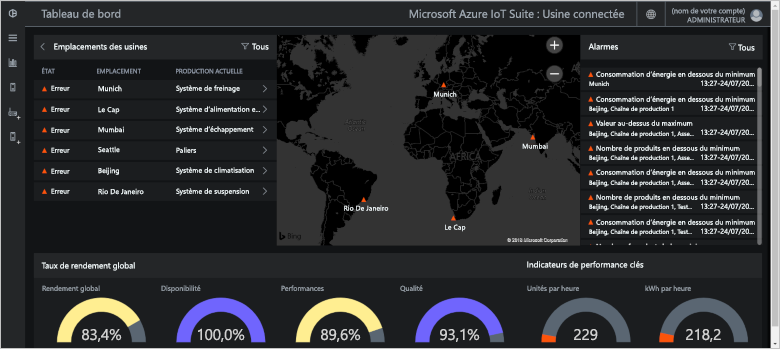 Tableau de bord
Microsoft Azure IoT Suite : Usine connectée
(nom de votre compte)
ADMINISTRATEUR
Emplacements des usines
Tous
ÉTAT EMPLACEMENT PRODUCTION ACTUELLE
Erreur Munich Système de freinage
Erreur Le Cap Système d'alimentation e...
Erreur Mumbai Système d'échappement
Erreur Seattle Paliers
Erreur Beijing Système de climatisation
Erreur Rio De Janeiro Système de suspension
Munich
Mumbai
AFRICA
Rio De Janeiro
Le Cap
Bing
© 2018 Microsoft Corporation
Alarmes
Tous
Consommation d'énergie en dessous du minimum
Munich 13:27-24/07/20...
Consommation d'énergie en dessous du minimum
Beijing, Chaîne de production 1 13:27-24/07/20...
Valeur au-dessus du maximum
Beijing, Chaîne de production 1, Asse... 13:27-24/07/20...
Nombre de produits en dessous du minimum
Beijing, Chaîne de production 1, Asse... 13:27-24/07/20...
Consommation d'énergie en dessous du minimum
Beijing, Chaîne de production 1, Asse... 13:27-24/07/20...
Nombre de produits en dessous du minimum
Beijing, Chaîne de production 1, Test... 13:27-24/07/20...
Consommation d'énergie en dessous du minimum
Beijing, Chaîne de production 1, Test... 13:27-24/07/20...
Taux de rendement global
Indicateurs de performance clés
Rendement global
83,4%
Disponibilité
100,0%
Performances
89,6%
Qualité
93,1%
Unités par heure
229
kWh par heure
218,2